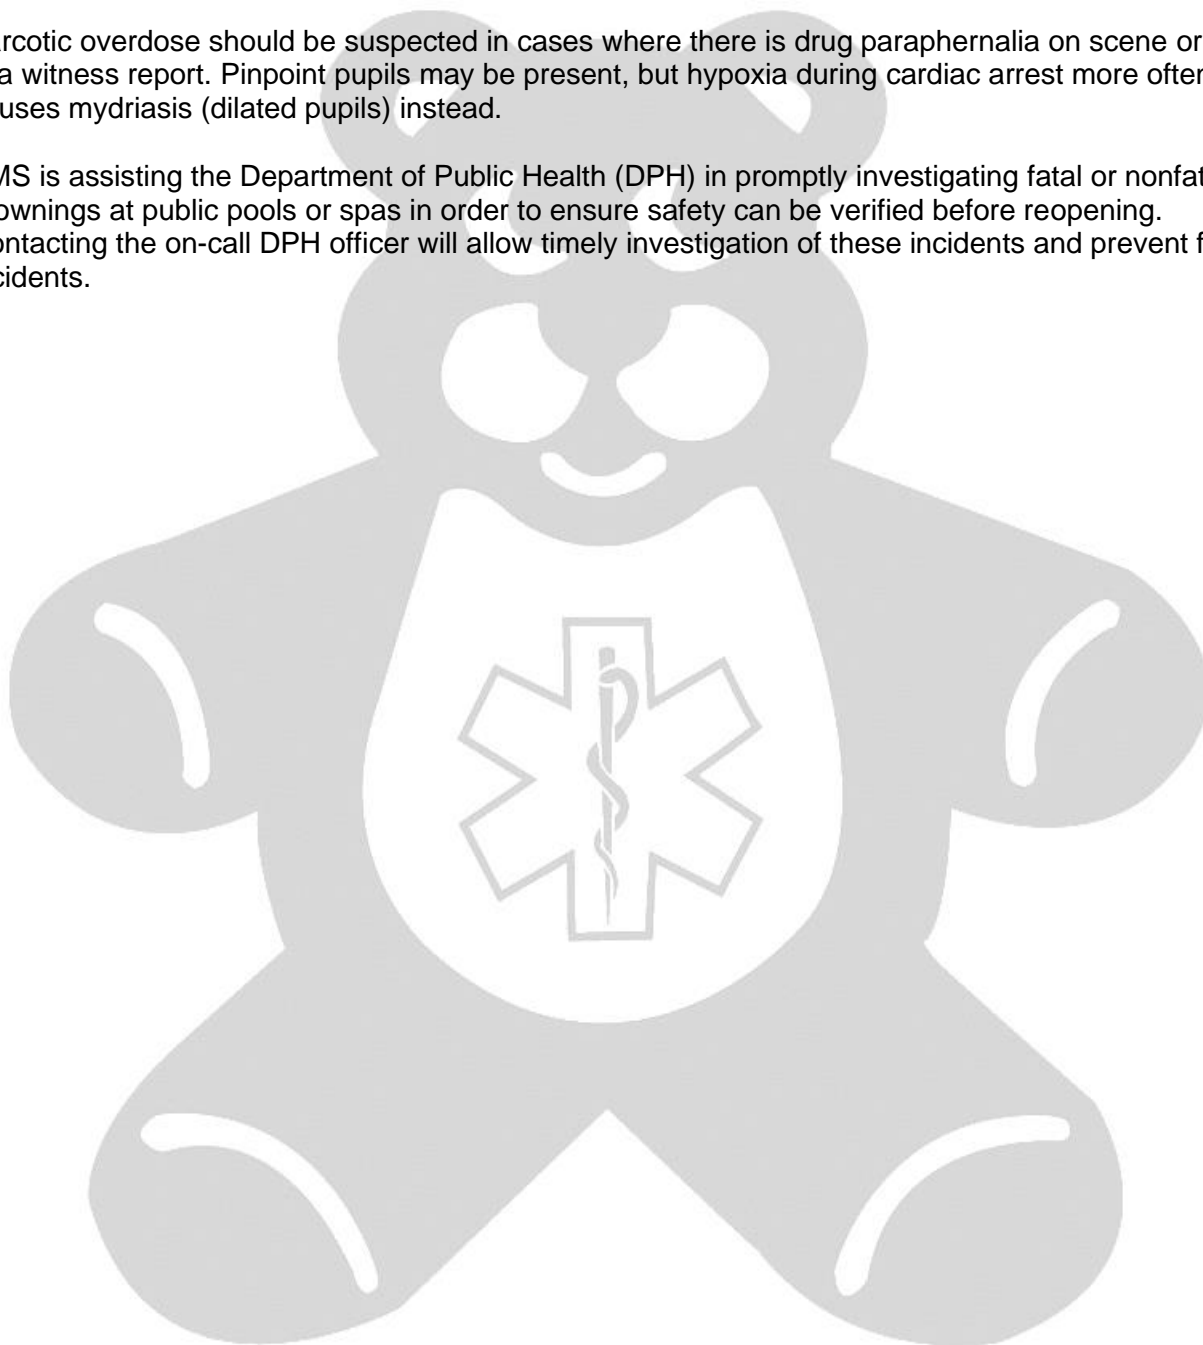 rcotic overdose should be suspected in cases where there is drug paraphernalia on scene or
a witness report. Pinpoint pupils may be present, but hypoxia during cardiac arrest more often
uses mydriasis (dilated pupils) instead.
MS is assisting the Department of Public Health (DPH) in promptly investigating fatal or nonfat
ownings at public pools or spas in order to ensure safety can be verified before reopening.
ontacting the on-call DPH officer will allow timely investigation of these incidents and prevent f
cidents.